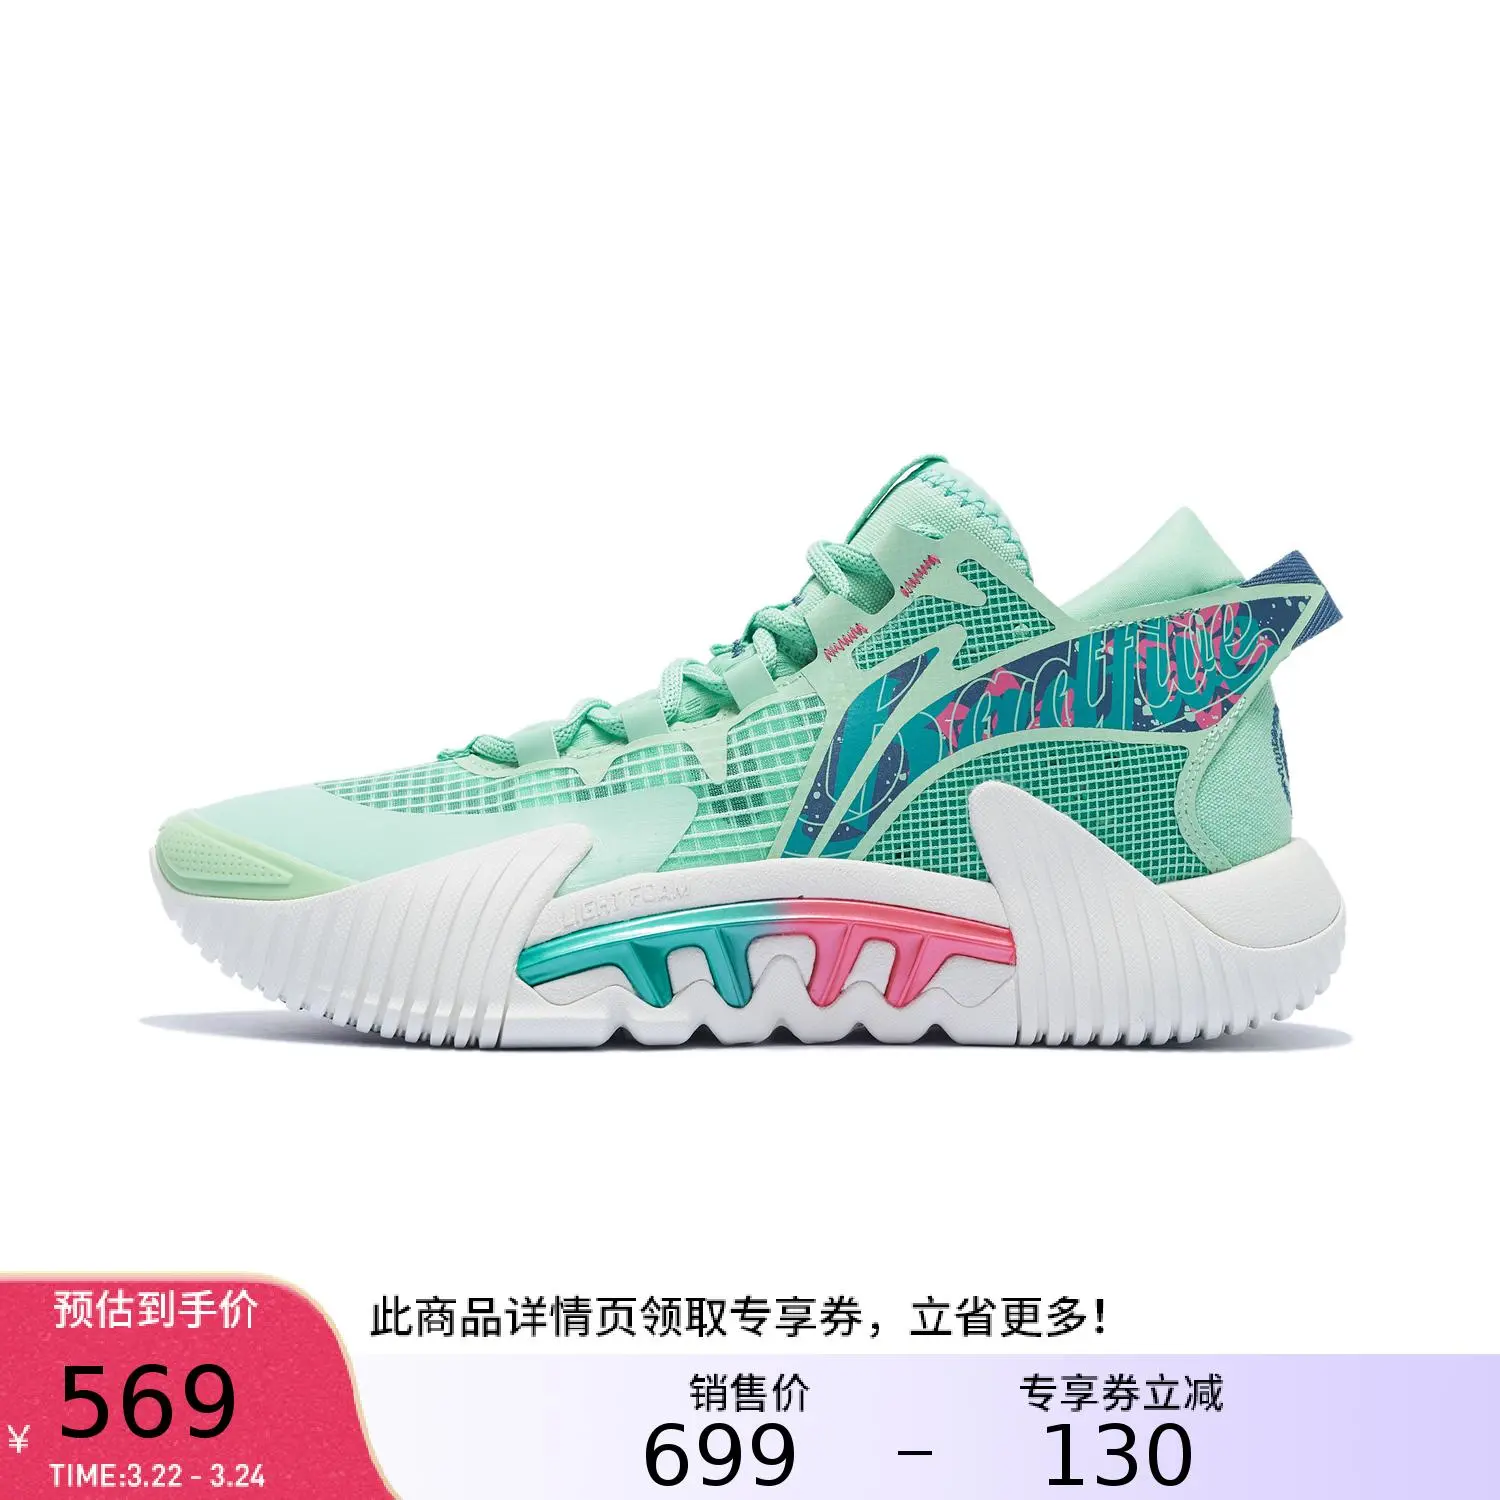 Badfive
LIGHT FOAM
预估到手价
¥ 569
TIME:3.22 - 3.24
此商品详情页领取专享券，立省更多！
销售价 专享券立减
699 – 130